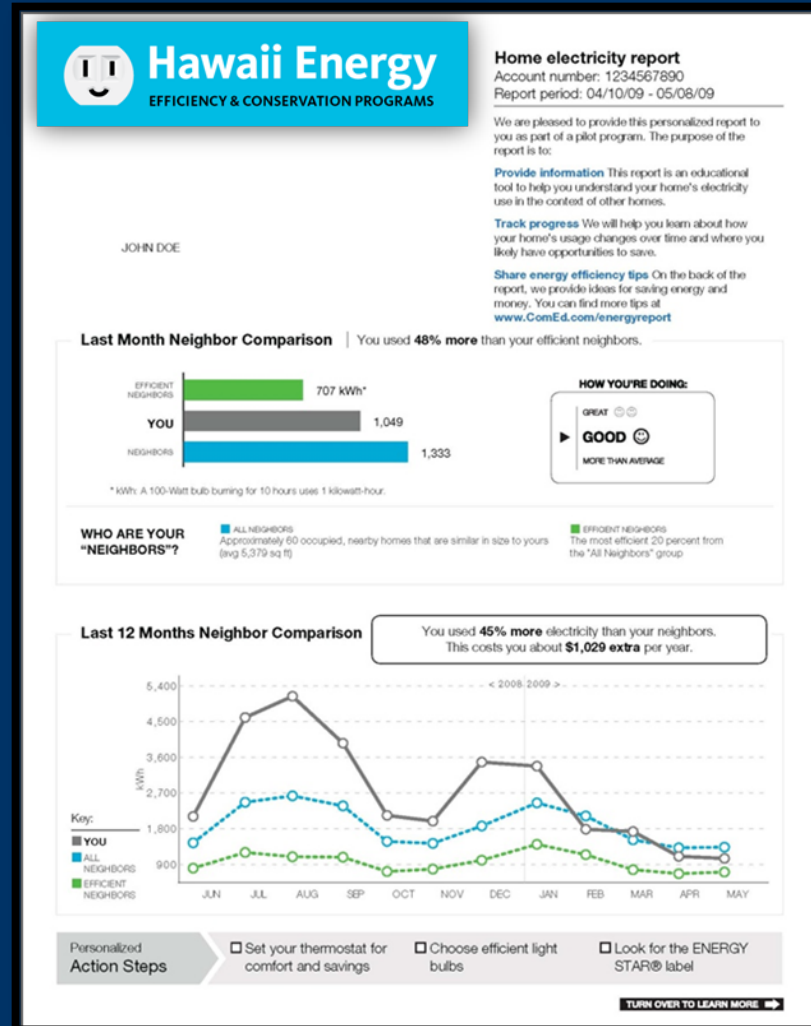 Hawaii Energy
EFFICIENCY & CONSERVATION PROGRAMS
Home electricity report
Account number: 1234567890
Report period: 04/10/09 - 05/08/09
We are pleased to provide this personalized report to
you as part of a pilot program. The purpose of the
report is to:
Provide information This report is an educational
tool to help you understand your home's electricity
use in the context of other homes.
Track progress We will help you learn about how
your home's usage changes over time and where you
likely have opportunities to save.
Share energy efficiency tips On the back of the
report, we provide ideas for saving energy and
money. You can find more tips at
www.ComEd.com/energyreport
JOHN DOE
Last Month Neighbor Comparison | You used 48% more than your efficient neighbors.
EFFICIENT
NEIGHBORS
707 kWh*
YOU
1,049
NEIGHBORS
1,333
HOW YOU'RE DOING:
GREAT
GOOD
MORE THAN AVERAGE
* kWh: A 100-Watt bulb burning for 10 hours uses 1 kilowatt-hour.
WHO ARE YOUR
"NEIGHBORS"?
ALL NEIGHBORS
Approximately 60 occupied, nearby homes that are similar in size to yours
(avg 5,379 sq ft)
EFFICIENT NEIGHBORS
The most efficient 20 percent from
the "All Neighbors" group
Last 12 Months Neighbor Comparison
You used 45% more electricity than your neighbors.
This costs you about $1,029 extra per year.
< 2008 2009 >
5,400
4,500
3,600
2,700
1,800
900
kWh
Key:
YOU
ALL
NEIGHBORS
EFFICIENT
NEIGHBORS
JUN JUL AUG SEP OCT NOV DEC JAN FEB MAR APR MAY
Personalized
Action Steps
Set your thermostat for
comfort and savings
Choose efficient light
bulbs
Look for the ENERGY
STAR® label
TURN OVER TO LEARN MORE